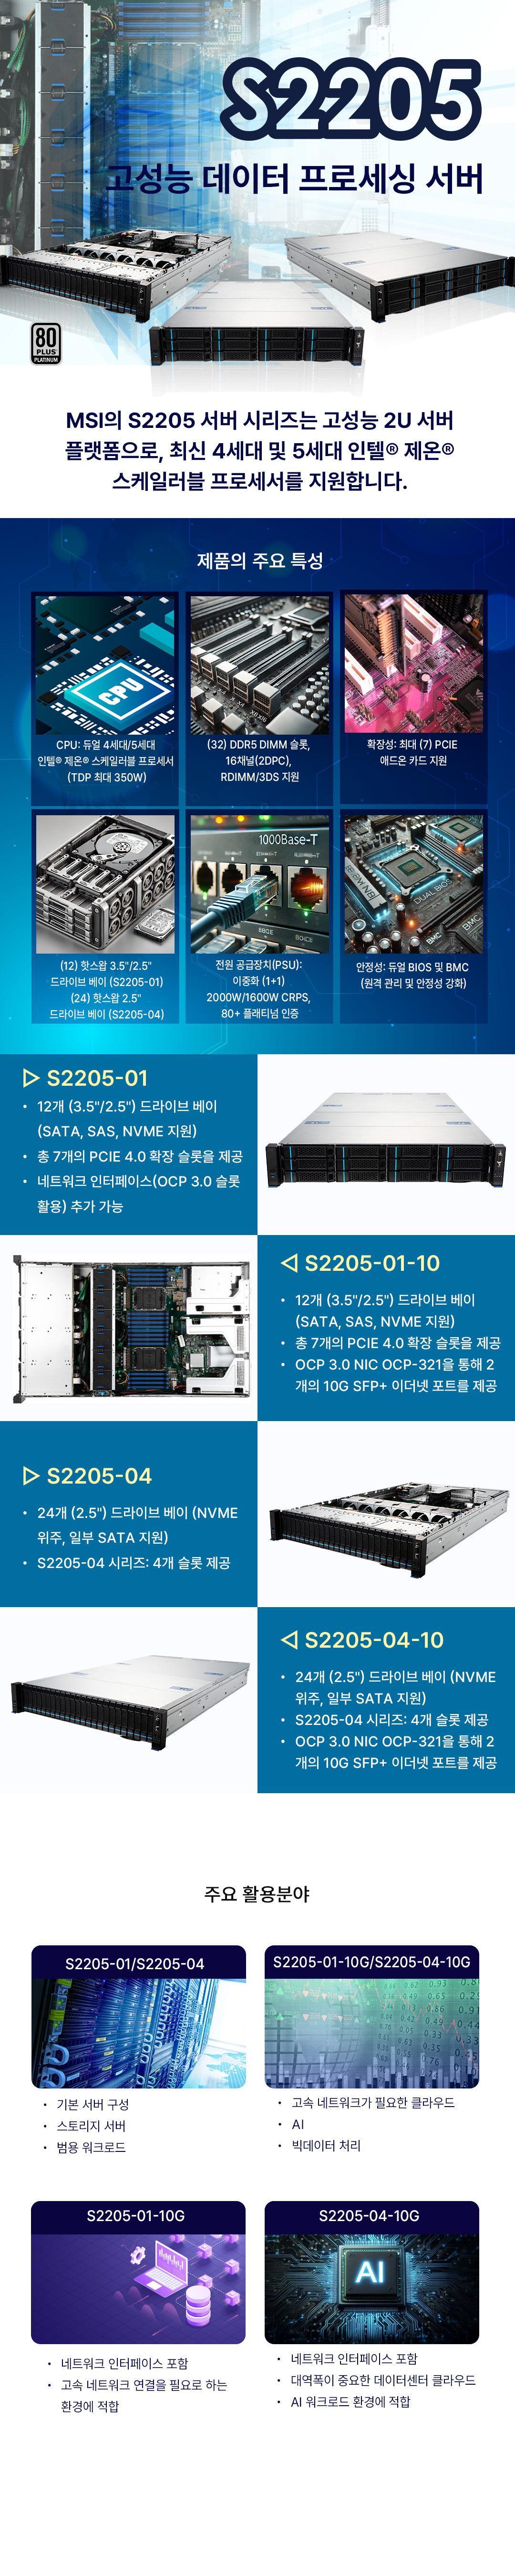 S2205
고성능 데이터 프로세싱 서버
80
PLUS
PLATINUM
MSI의 S2205 서버 시리즈는 고성능 2U 서버
플랫폼으로, 최신 4세대 및 5세대 인텔® 제온®
스케일러블 프로세서를 지원합니다.
제품의 주요 특성
CPU
CPU: 듀얼 4세대/5세대
인텔® 제온® 스케일러블 프로세서
(TDP 최대 350W)
(32) DDR5 DIMM 슬롯,
16채널(2DPC),
RDIMM/3DS 지원
확장성: 최대 (7) PCIE
애드온 카드 지원
(12) 핫스왑 3.5"/2.5"
드라이브 베이 (S2205-01)
(24) 핫스왑 2.5"
드라이브 베이 (S2205-04)
1000Base-T
전원 공급장치(PSU):
이중화 (1+1)
2000W/1600W CRPS,
80+ 플래티넘 인증
DUAL BIOS
BMC
안정성: 듀얼 BIOS 및 BMC
(원격 관리 및 안정성 강화)
▷ S2205-01
• 12개 (3.5"/2.5") 드라이브 베이
(SATA, SAS, NVME 지원)
• 총 7개의 PCIE 4.0 확장 슬롯을 제공
• 네트워크 인터페이스(OCP 3.0 슬롯
활용) 추가 가능
◁ S2205-01-10
• 12개 (3.5"/2.5") 드라이브 베이
(SATA, SAS, NVME 지원)
• 총 7개의 PCIE 4.0 확장 슬롯을 제공
• OCP 3.0 NIC OCP-321을 통해 2
개의 10G SFP+ 이더넷 포트를 제공
▷ S2205-04
• 24개 (2.5") 드라이브 베이 (NVME
위주, 일부 SATA 지원)
• S2205-04 시리즈: 4개 슬롯 제공
◁ S2205-04-10
• 24개 (2.5") 드라이브 베이 (NVME
위주, 일부 SATA 지원)
• S2205-04 시리즈: 4개 슬롯 제공
• OCP 3.0 NIC OCP-321을 통해 2
개의 10G SFP+ 이더넷 포트를 제공
주요 활용분야
S2205-01/S2205-04
• 기본 서버 구성
• 스토리지 서버
• 범용 워크로드
S2205-01-10G/S2205-04-10G
• 고속 네트워크가 필요한 클라우드
• AI
• 빅데이터 처리
S2205-01-10G
• 네트워크 인터페이스 포함
• 고속 네트워크 연결을 필요로 하는
환경에 적합
S2205-04-10G
AI
• 네트워크 인터페이스 포함
• 대역폭이 중요한 데이터센터 클라우드
• AI 워크로드 환경에 적합